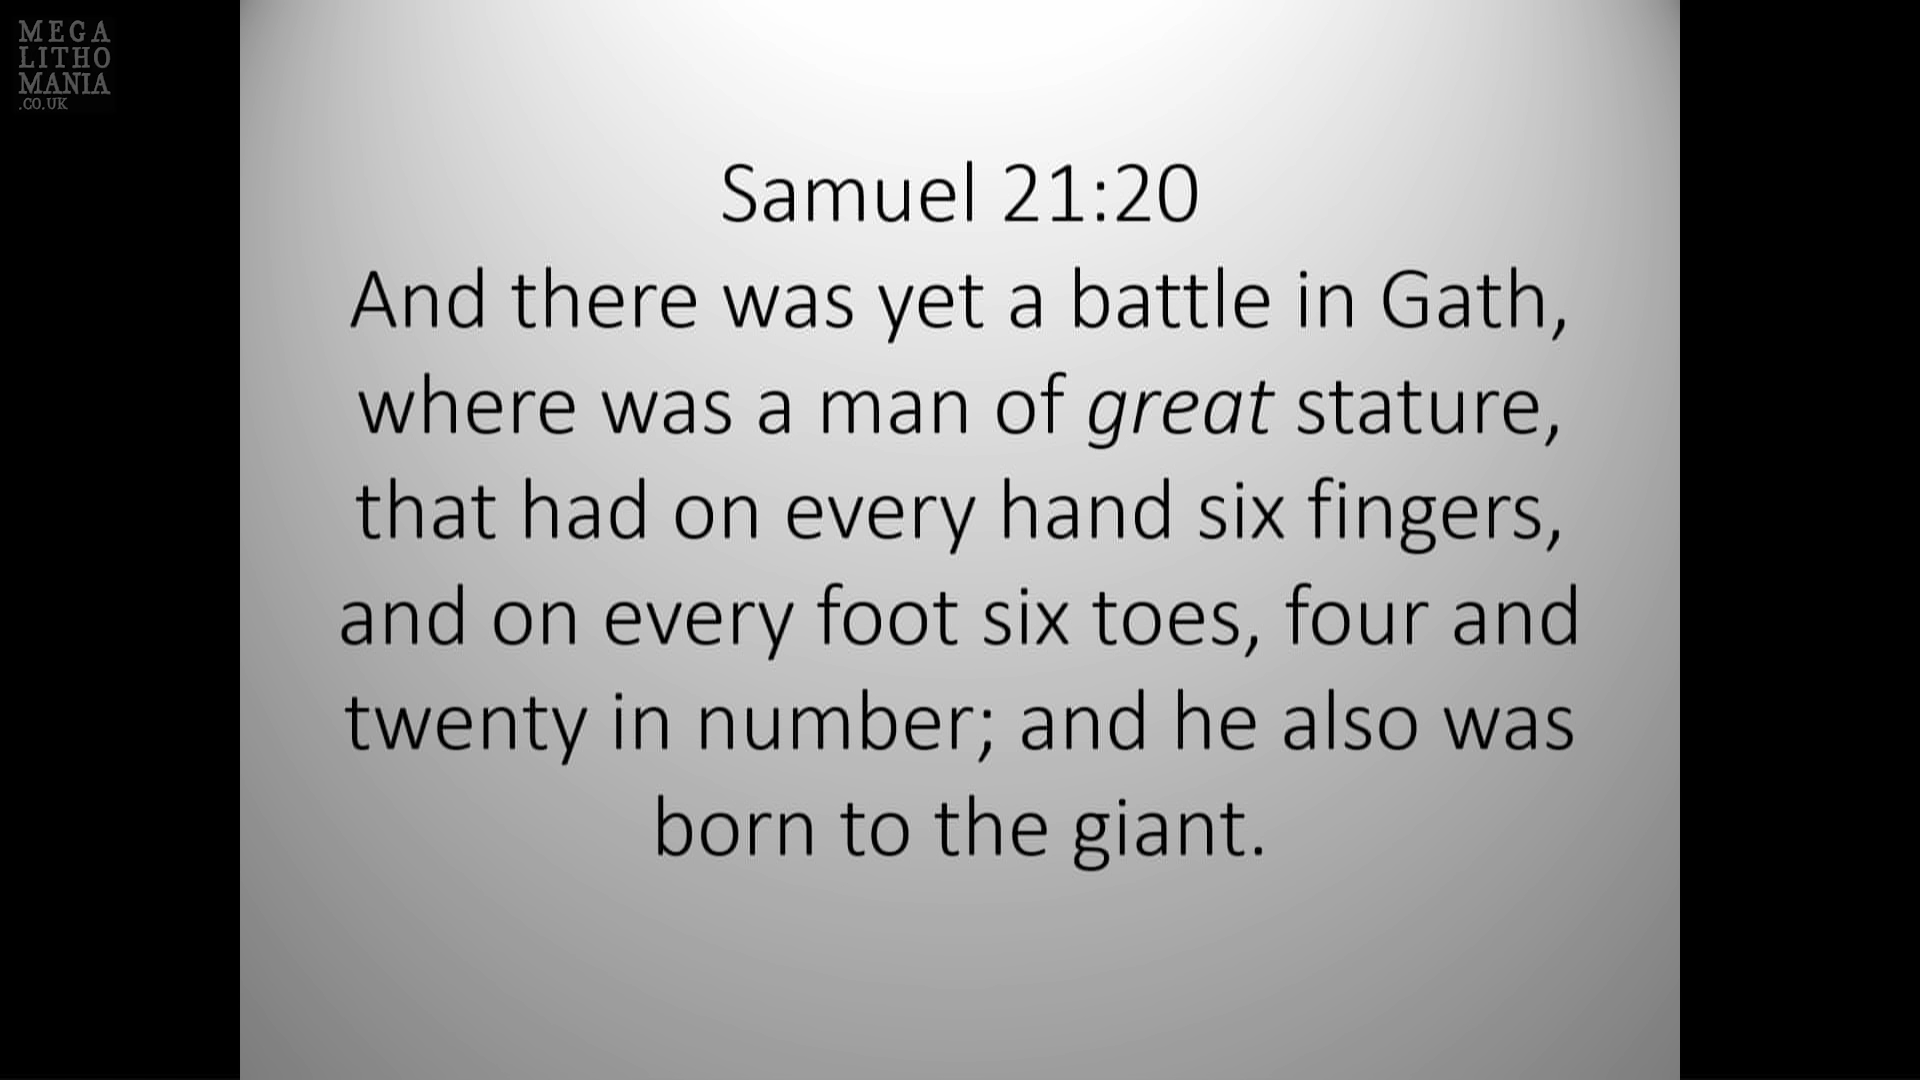 MEGA
LITHO
MANIA
.CO.UK
Samuel 21:20
And there was yet a battle in Gath,
where was a man of great stature,
that had on every hand six fingers,
and on every foot six toes, four and
twenty in number; and he also was
born to the giant.